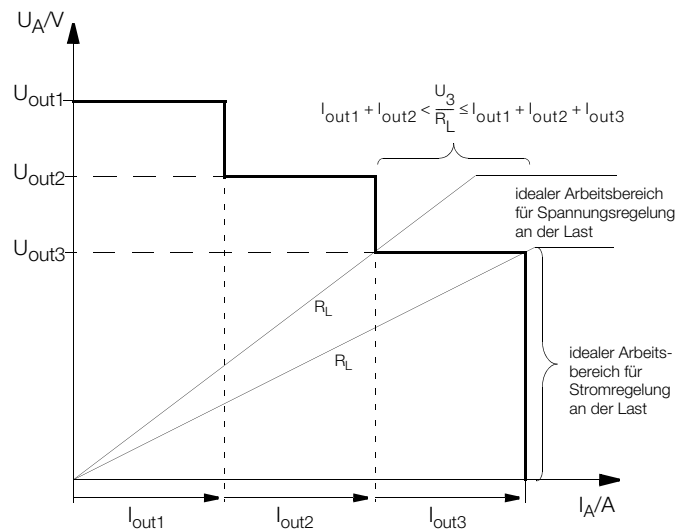 U_A/V
U_out1
I_out1 + I_out2 < U_3/R_L ≤ I_out1 + I_out2 + I_out3
U_out2
idealer Arbeitsbereich
für Spannungsregelung
an der Last
U_out3
R_L
R_L
idealer Arbeits-
bereich für
Stromregelung
an der Last
I_A/A
I_out1
I_out2
I_out3